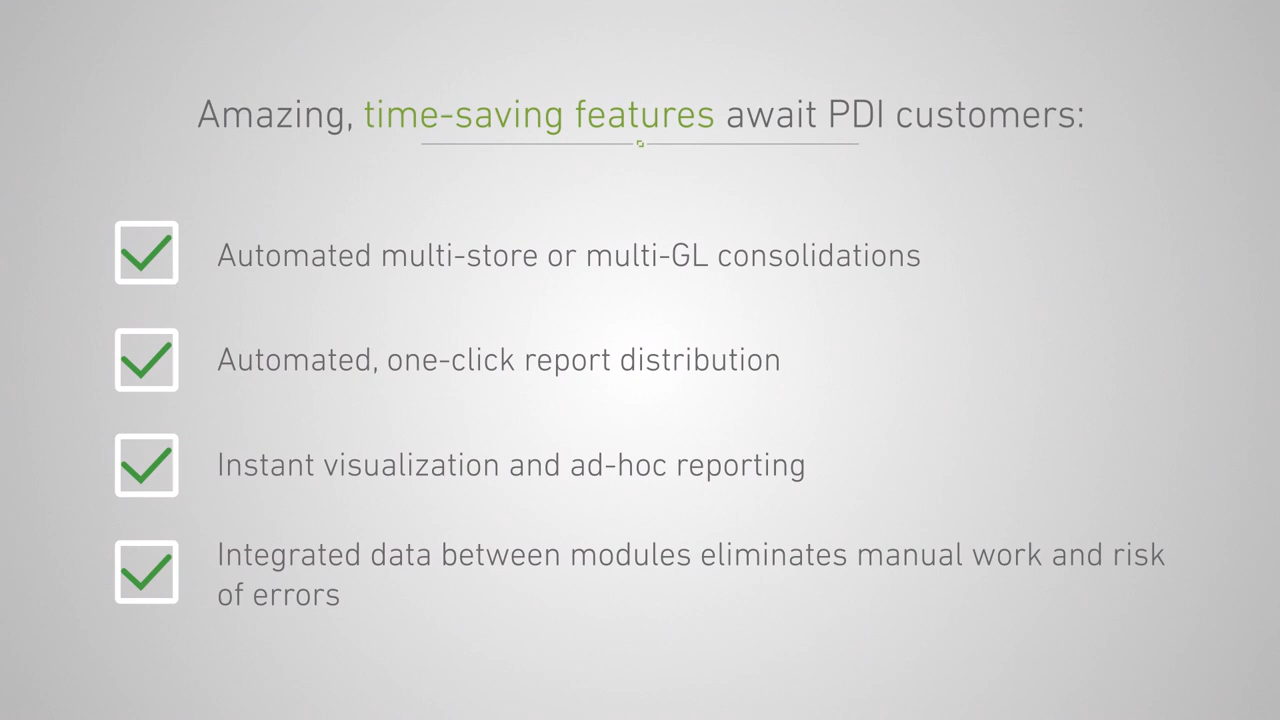 Amazing, time-saving features await PDI customers:
Automated multi-store or multi-GL consolidations
Automated, one-click report distribution
Instant visualization and ad-hoc reporting
Integrated data between modules eliminates manual work and risk
of errors